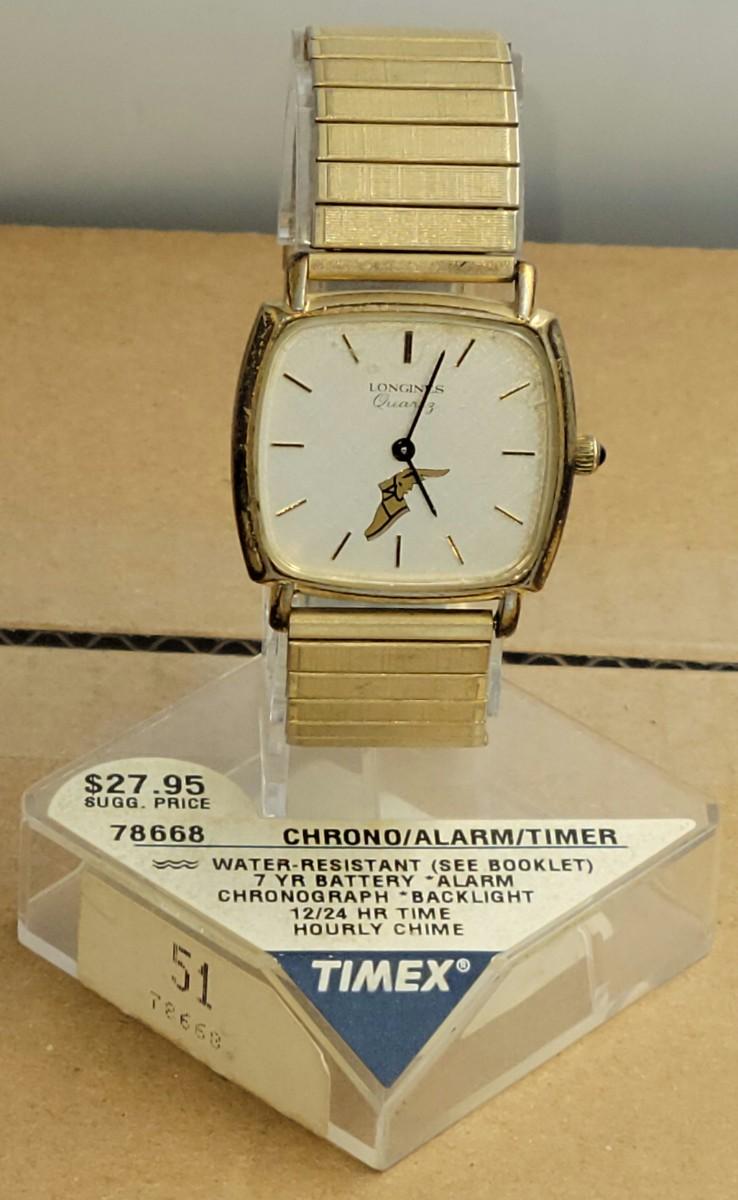 LONGINES
Quartz
$27.95
SUGG. PRICE
78668 CHRONO/ALARM/TIMER
WATER-RESISTANT (SEE BOOKLET)
7 YR BATTERY *ALARM
CHRONOGRAPH *BACKLIGHT
12/24 HR TIME
HOURLY CHIME
TIMEX®
51
78668